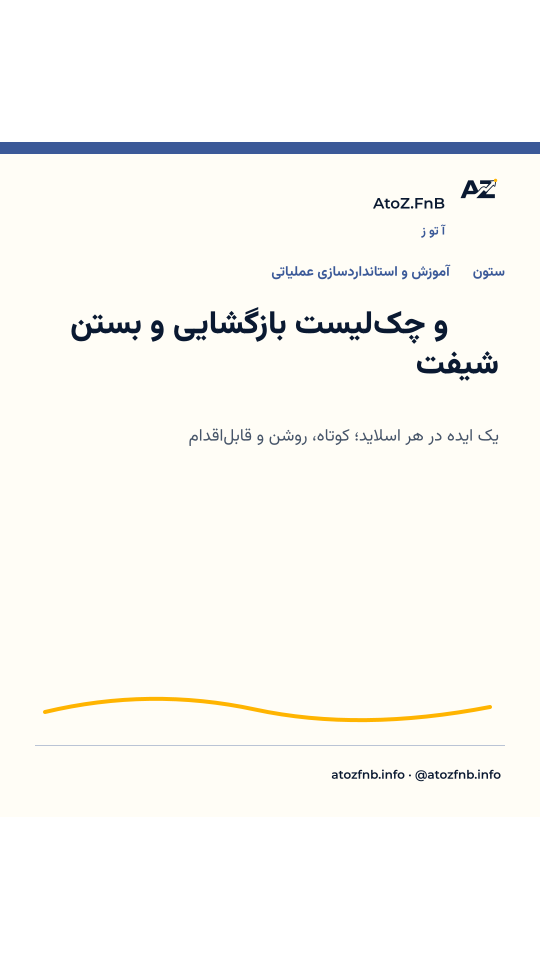 AZ
AtoZ.FnB
آ تو ز
ستون آموزش و استانداردسازی عملیاتی
و چک‌لیست بازگشایی و بستن
شیفت
یک ایده در هر اسلاید؛ کوتاه، روشن و قابل‌اقدام
atozfnb.info · @atozfnb.info